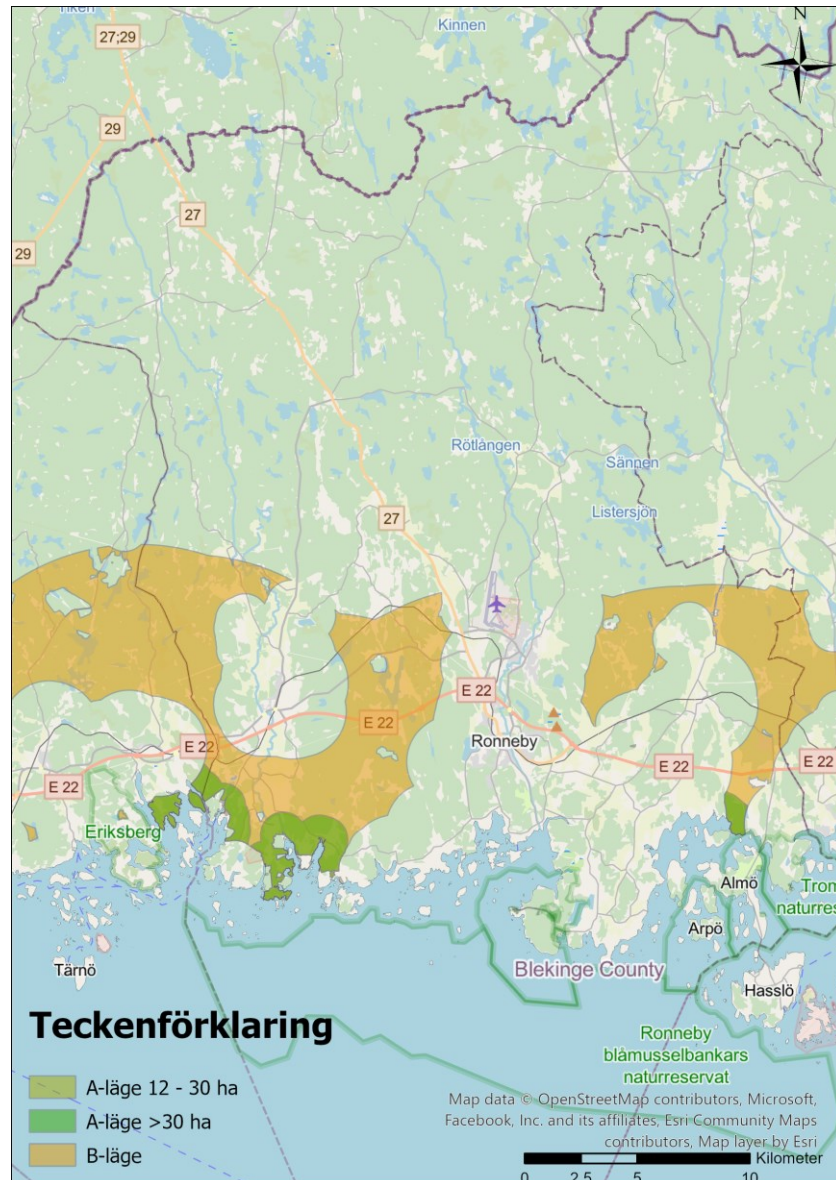 Tiken
Kinnen
N
27;29
29
27
29
Rötlången
Sännen
Listersjön
27
E 22
E 22
E 22
Ronneby
E 22
E 22
E 22
Eriksberg
Almö
Arpö
Blekinge County
Hasslö
Tärnö
Ronneby
blåmusselbankars
naturreservat
Teckenförklaring
A-läge 12 - 30 ha
A-läge >30 ha
B-läge
Map data © OpenStreetMap contributors, Microsoft,
Facebook, Inc. and its affiliates, Esri Community Maps
contributors, Map layer by Esri
Kilometer
0 2,5 5 10